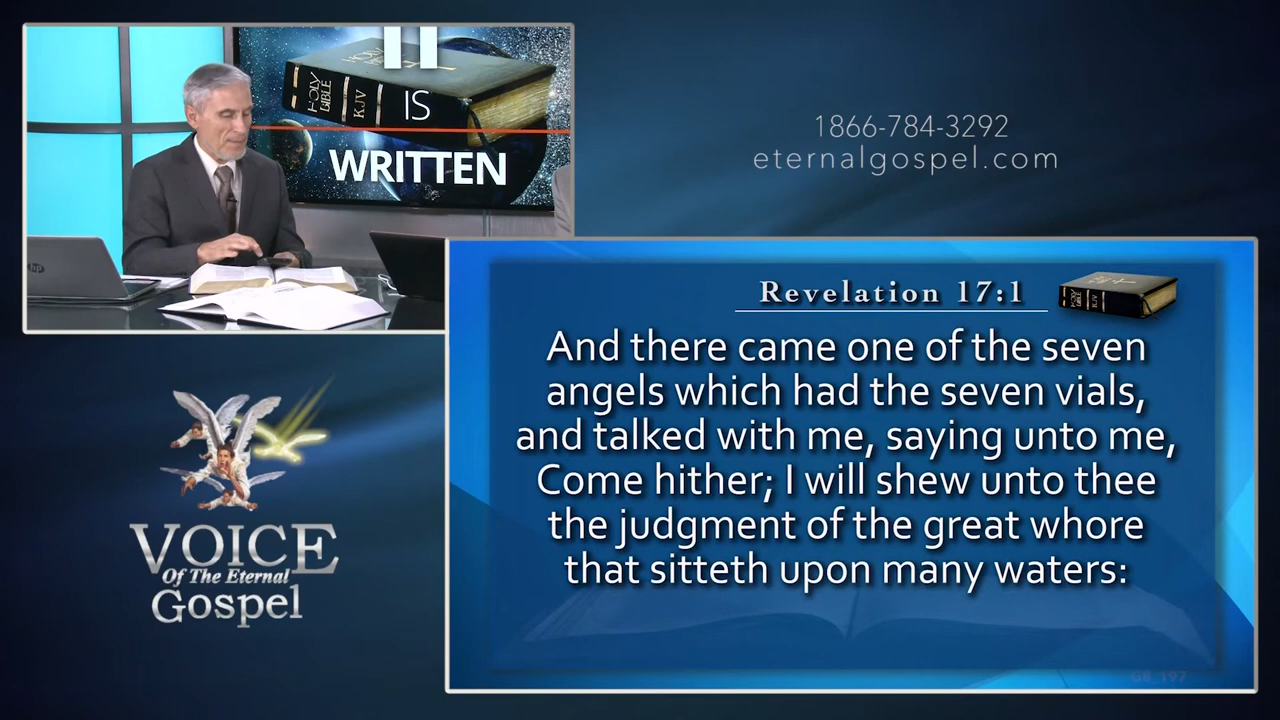 IT
IS
WRITTEN
HOLY
BIBLE
KJV
hp
1866-784-3292
eternalgospel.com
Revelation 17:1
And there came one of the seven
angels which had the seven vials,
and talked with me, saying unto me,
Come hither; I will shew unto thee
the judgment of the great whore
that sitteth upon many waters:
VOICE
Of The Eternal
Gospel